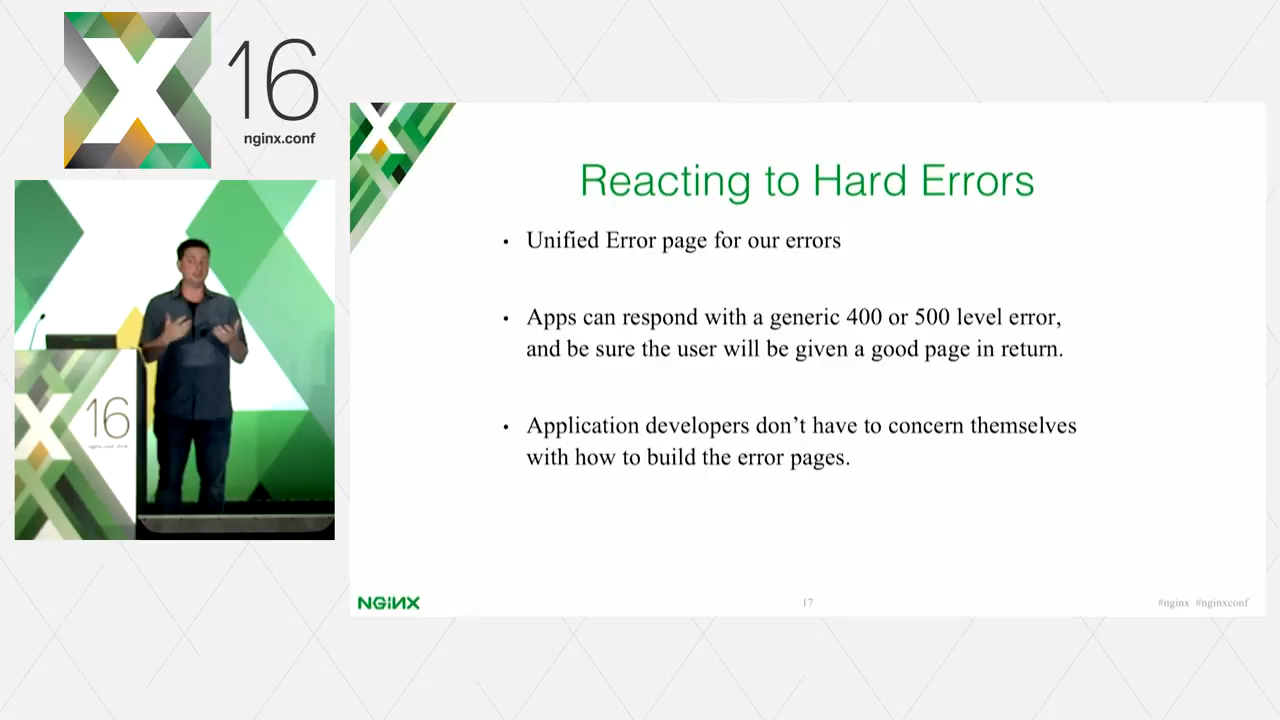 16
nginx.conf
Reacting to Hard Errors
• Unified Error page for our errors
• Apps can respond with a generic 400 or 500 level error,
and be sure the user will be given a good page in return.
• Application developers don’t have to concern themselves
with how to build the error pages.
16
NGINX
17
#nginx #nginxconf